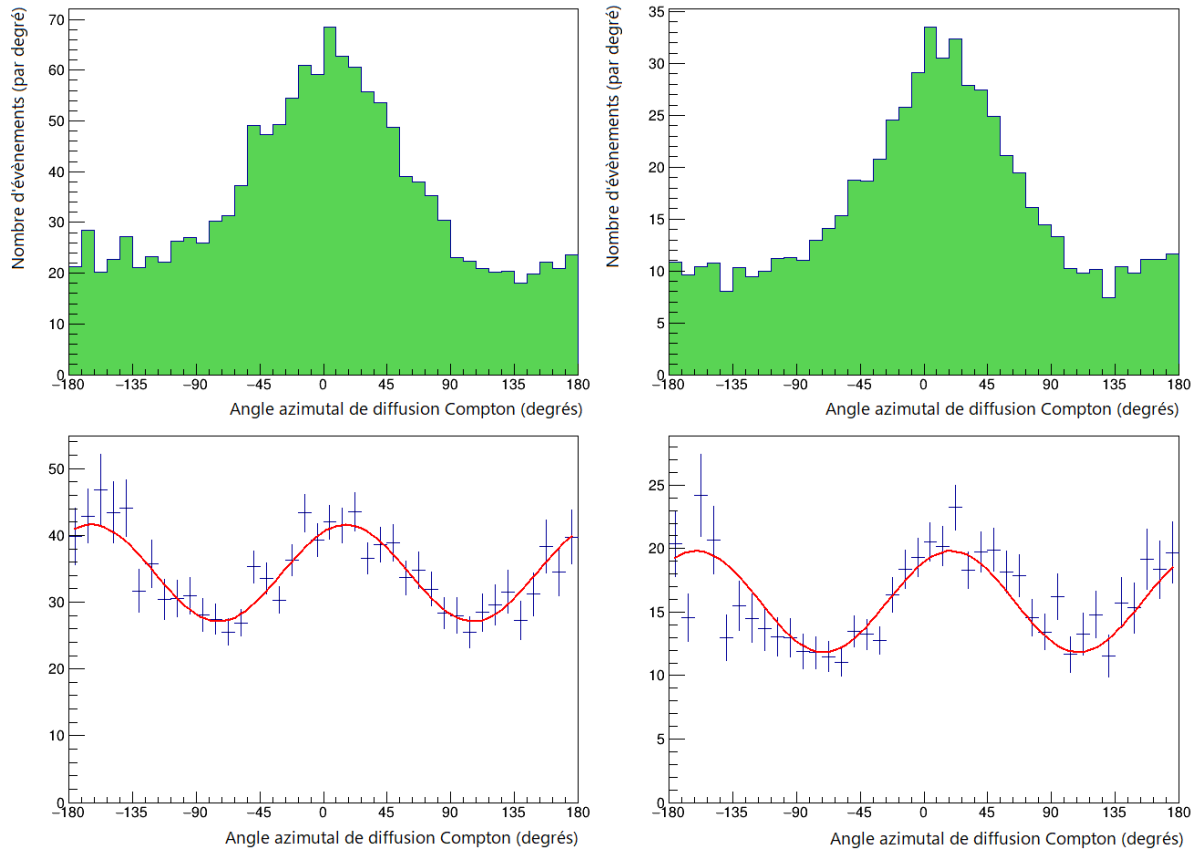 Nombre d'évènements (par degré)
70
60
50
40
30
20
10
0
−180 −135 −90 −45 0 45 90 135 180
Angle azimutal de diffusion Compton (degrés)
Nombre d'évènements (par degré)
35
30
25
20
15
10
5
0
−180 −135 −90 −45 0 45 90 135 180
Angle azimutal de diffusion Compton (degrés)
50
40
30
20
10
0
−180 −135 −90 −45 0 45 90 135 180
Angle azimutal de diffusion Compton (degrés)
25
20
15
10
5
0
−180 −135 −90 −45 0 45 90 135 180
Angle azimutal de diffusion Compton (degrés)